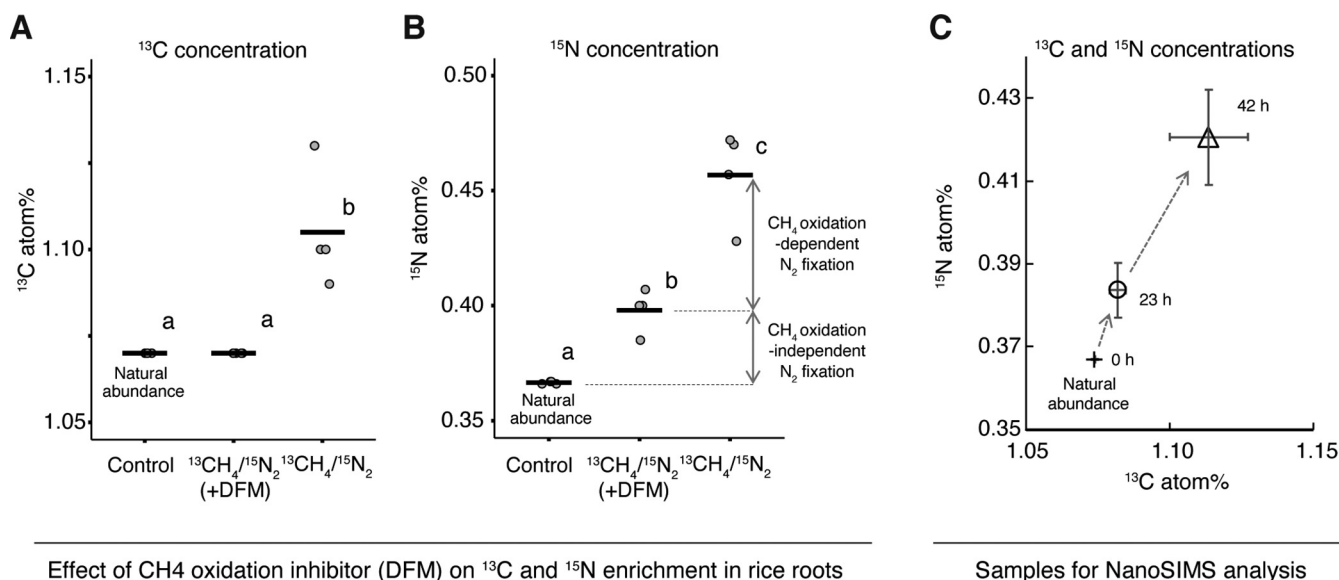 A
¹³C concentration
¹³C atom%
1.15
1.10
1.05
a
a
b
Natural
abundance
Control
¹³CH₄/¹⁵N₂
(+DFM)
¹³CH₄/¹⁵N₂
B
¹⁵N concentration
¹⁵N atom%
0.50
0.45
0.40
0.35
a
b
c
Natural
abundance
CH₄ oxidation
-dependent
N₂ fixation
CH₄ oxidation
-independent
N₂ fixation
Control
¹³CH₄/¹⁵N₂
(+DFM)
¹³CH₄/¹⁵N₂
C
¹³C and ¹⁵N concentrations
¹⁵N atom%
0.43
0.41
0.39
0.37
0.35
42 h
23 h
0 h
Natural
abundance
1.05
1.10
1.15
¹³C atom%
Effect of CH4 oxidation inhibitor (DFM) on ¹³C and ¹⁵N enrichment in rice roots
Samples for NanoSIMS analysis